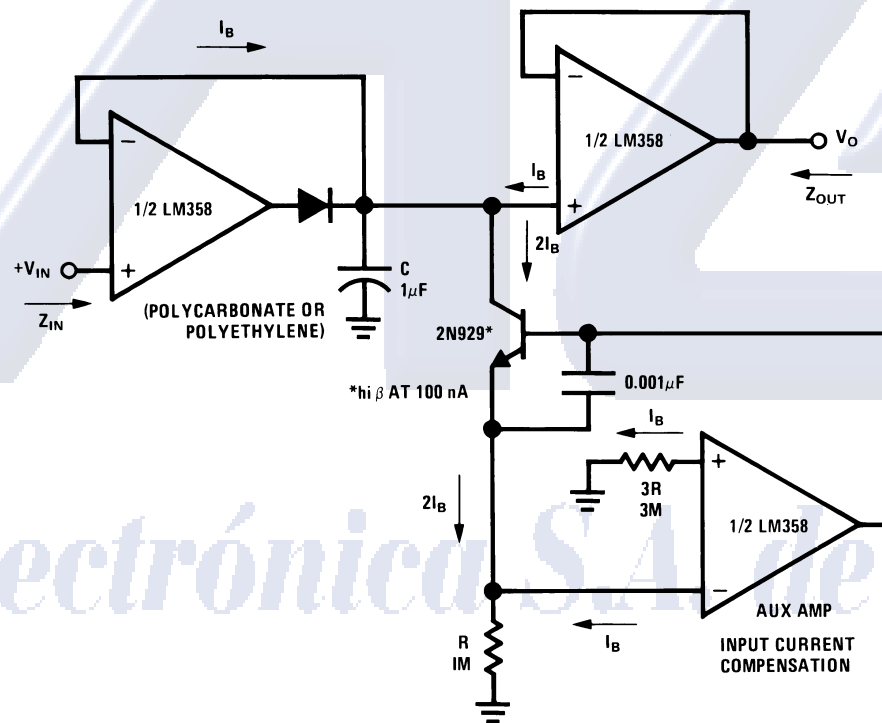 I_B
−
1/2 LM358
+
+V_IN
Z_IN
(POLYCARBONATE OR
POLYETHYLENE)
C
1μF
−
1/2 LM358
+
V_O
Z_OUT
I_B
2I_B
2N929*
*hi β AT 100 nA
0.001μF
I_B
3R
3M
+
1/2 LM358
−
AUX AMP
INPUT CURRENT
COMPENSATION
2I_B
I_B
R
1M
ectrónica S.A. de